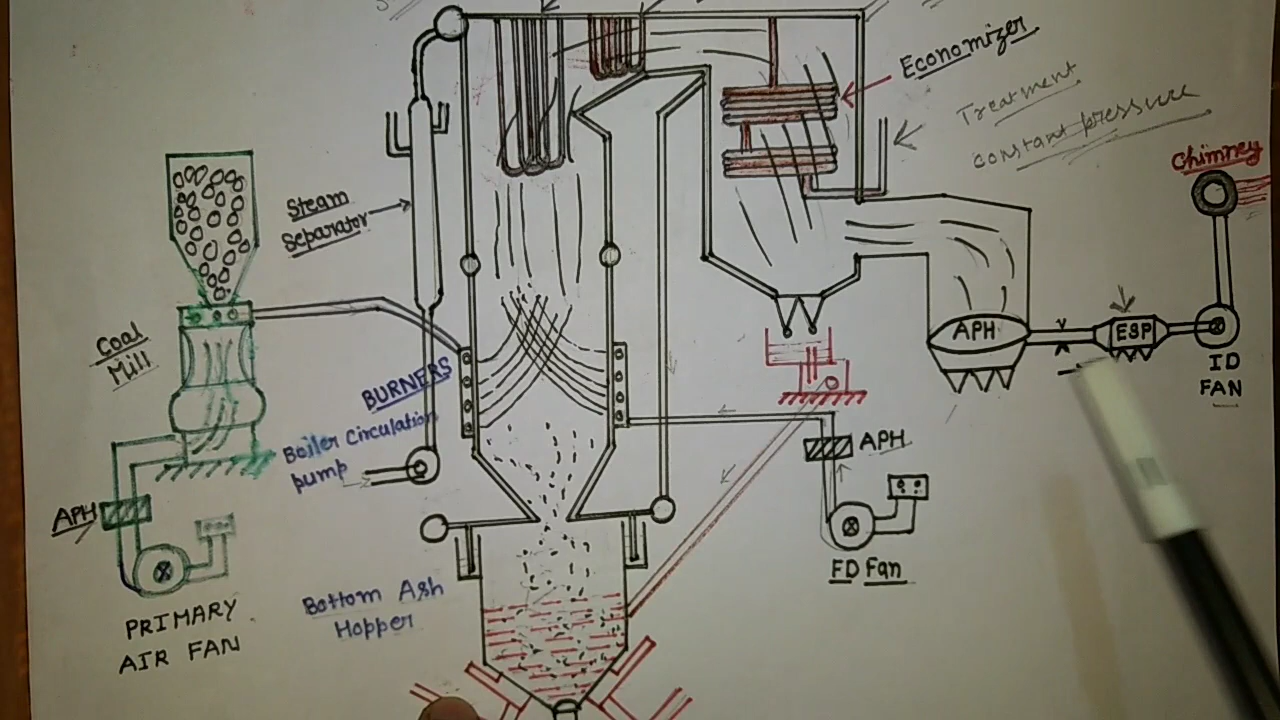 Economizer
Treatment
constant pressure
Chimney
Steam
Separator
Coal
Mill
BURNERS
Boiler Circulation
pump
APH
ESP
ID
FAN
APH
APH
FD Fan
PRIMARY
AIR FAN
Bottom Ash
Hopper